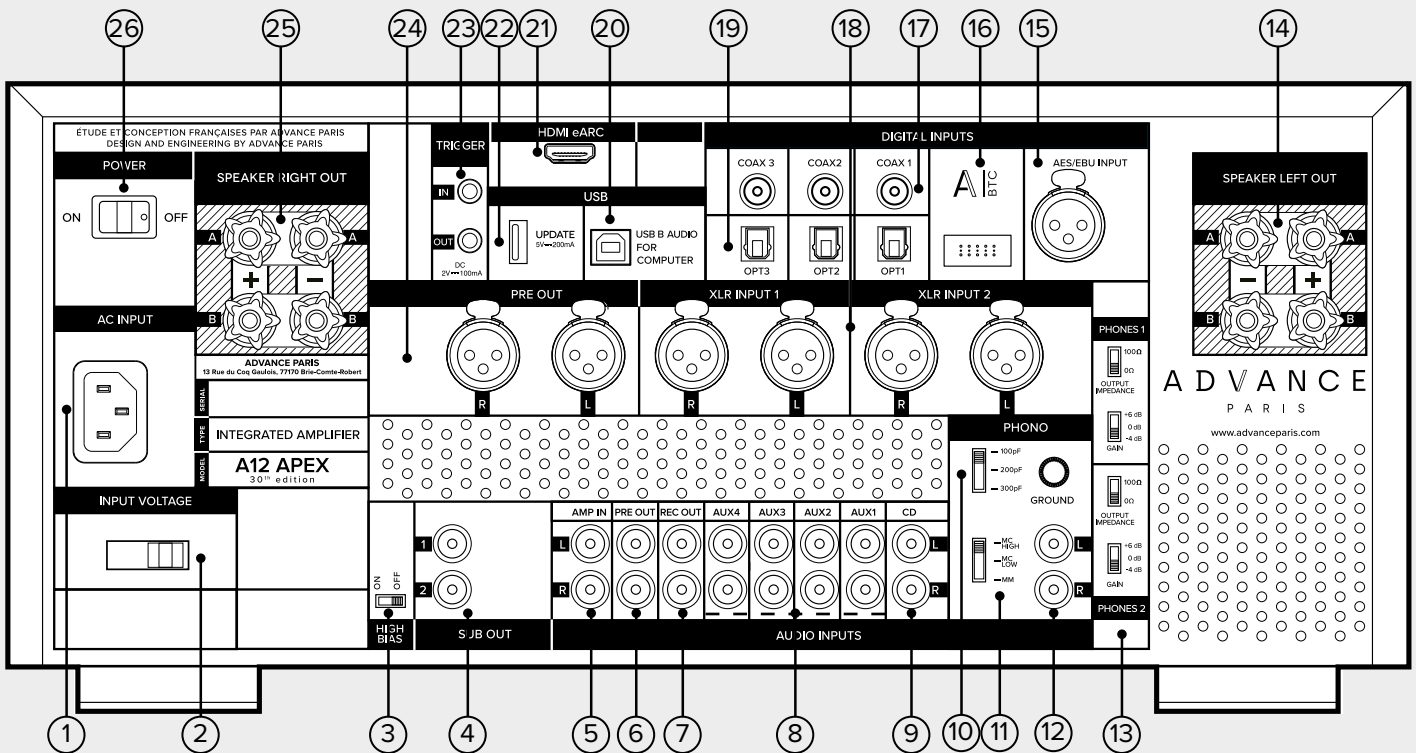 26 25 24 23 22 21 20 19 18 17 16 15 14
ÉTUDE ET CONCEPTION FRANÇAISES PAR ADVANCE PARIS
DESIGN AND ENGINEERING BY ADVANCE PARIS
POWER
ON OFF
SPEAKER RIGHT OUT
A A
+ −
B B
ADVANCE PARIS
13 Rue du Coq Gaulois, 77170 Brie-Comte-Robert
AC INPUT
SERIAL
TYPE
INTEGRATED AMPLIFIER
MODEL
A12 APEX
30th edition
INPUT VOLTAGE
TRIGGER
IN
OUT
DC
2V⎓100mA
HDMI eARC
USB
UPDATE
5V⎓200mA
USB B AUDIO
FOR
COMPUTER
DIGITAL INPUTS
COAX 3 COAX2 COAX 1
OPT3 OPT2 OPT1
A BTC
AES/EBU INPUT
SPEAKER LEFT OUT
A A
− +
B B
PRE OUT XLR INPUT 1 XLR INPUT 2
R L R L R L
PHONES 1
100Ω
0Ω
OUTPUT
IMPEDANCE
+6 dB
0 dB
-4 dB
GAIN
100Ω
0Ω
OUTPUT
IMPEDANCE
+6 dB
0 dB
-4 dB
GAIN
PHONES 2
ADVANCE
PARIS
www.advanceparis.com
PHONO
100pF
200pF
300pF
GROUND
MC
HIGH
MC
LOW
MM
L
R
ON OFF
HIGH
BIAS
1
2
SUB OUT
AMP IN PRE OUT REC OUT AUX4 AUX3 AUX2 AUX1 CD
L L
R R
AUDIO INPUTS
1 2 3 4 5 6 7 8 9 10 11 12 13